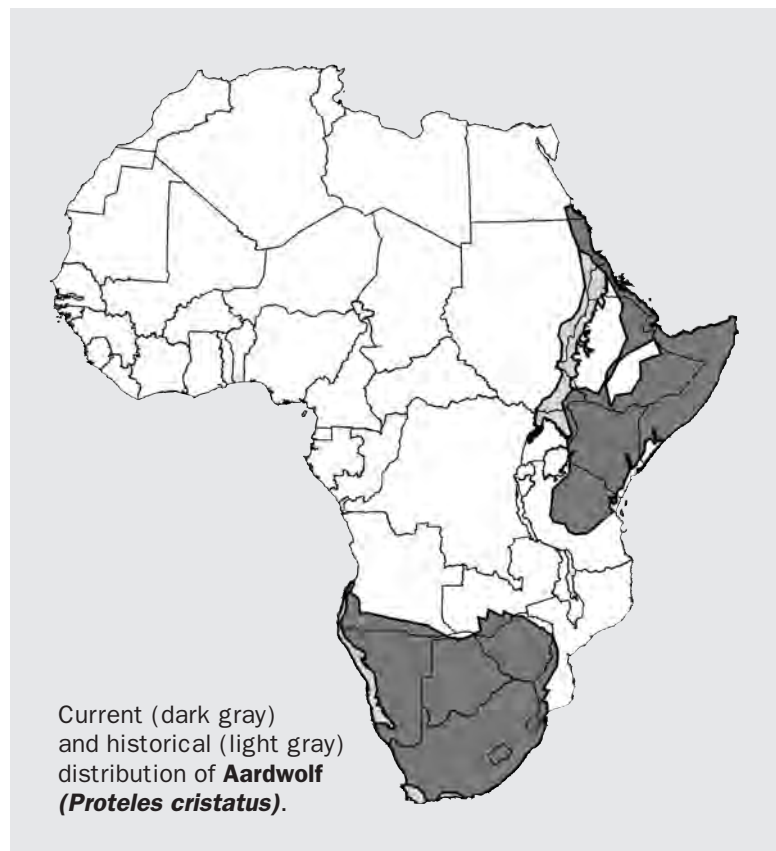 Current (dark gray)
and historical (light gray)
distribution of Aardwolf
(Proteles cristatus).